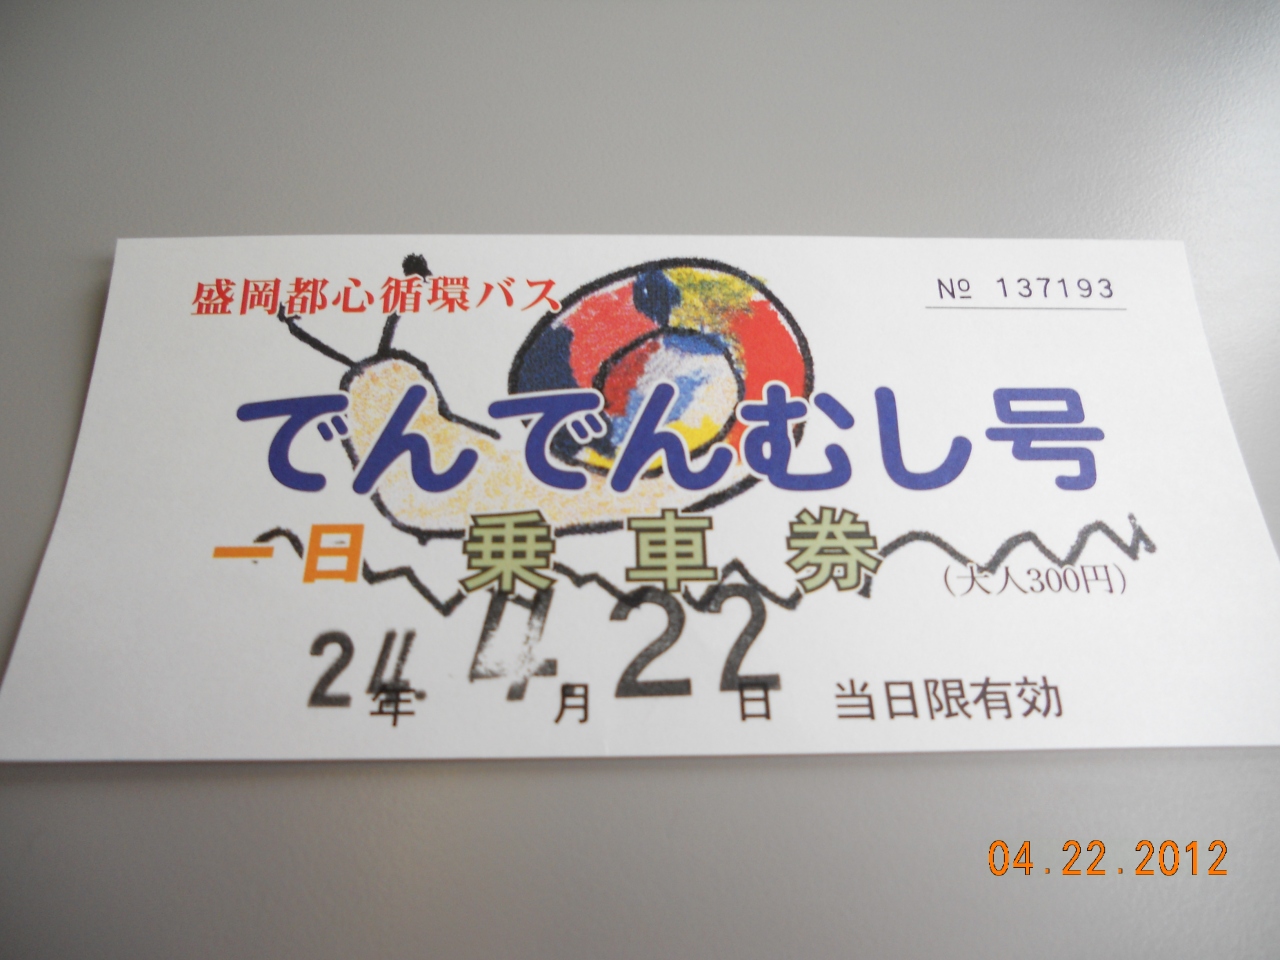 盛岡都心循環バス
№ 137193
でんでんむし号
一日乗車券
(大人300円)
24年 4月 22日 当日限有効
04.22.2012